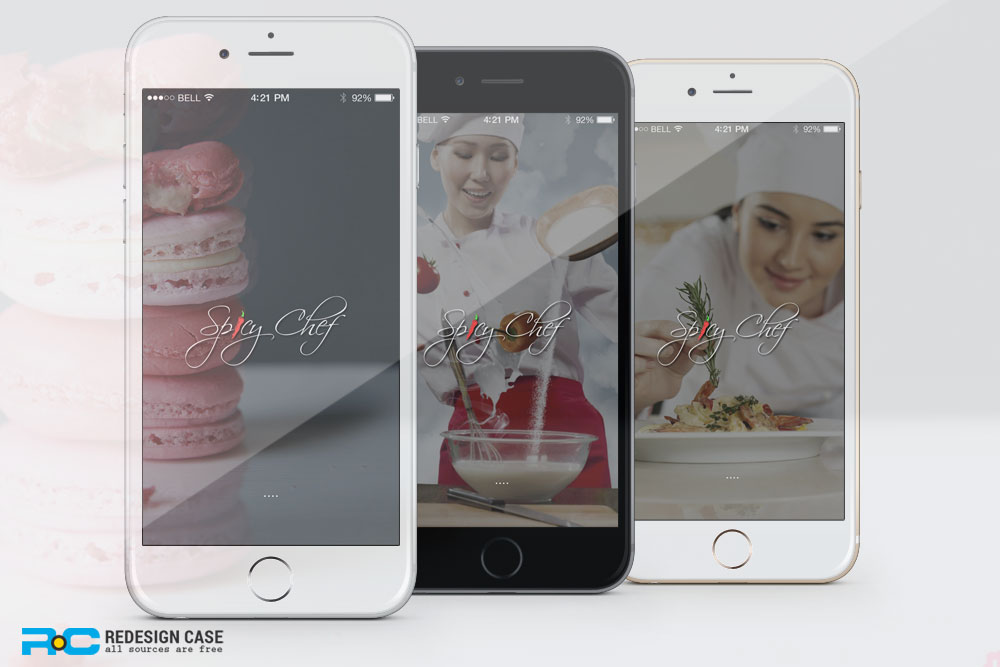 BELL 4:21 PM 92%
Spicy Chef
BELL 4:21 PM 92%
Spicy Chef
BELL 4:21 PM 92%
Spicy Chef
RC REDESIGN CASE
all sources are free